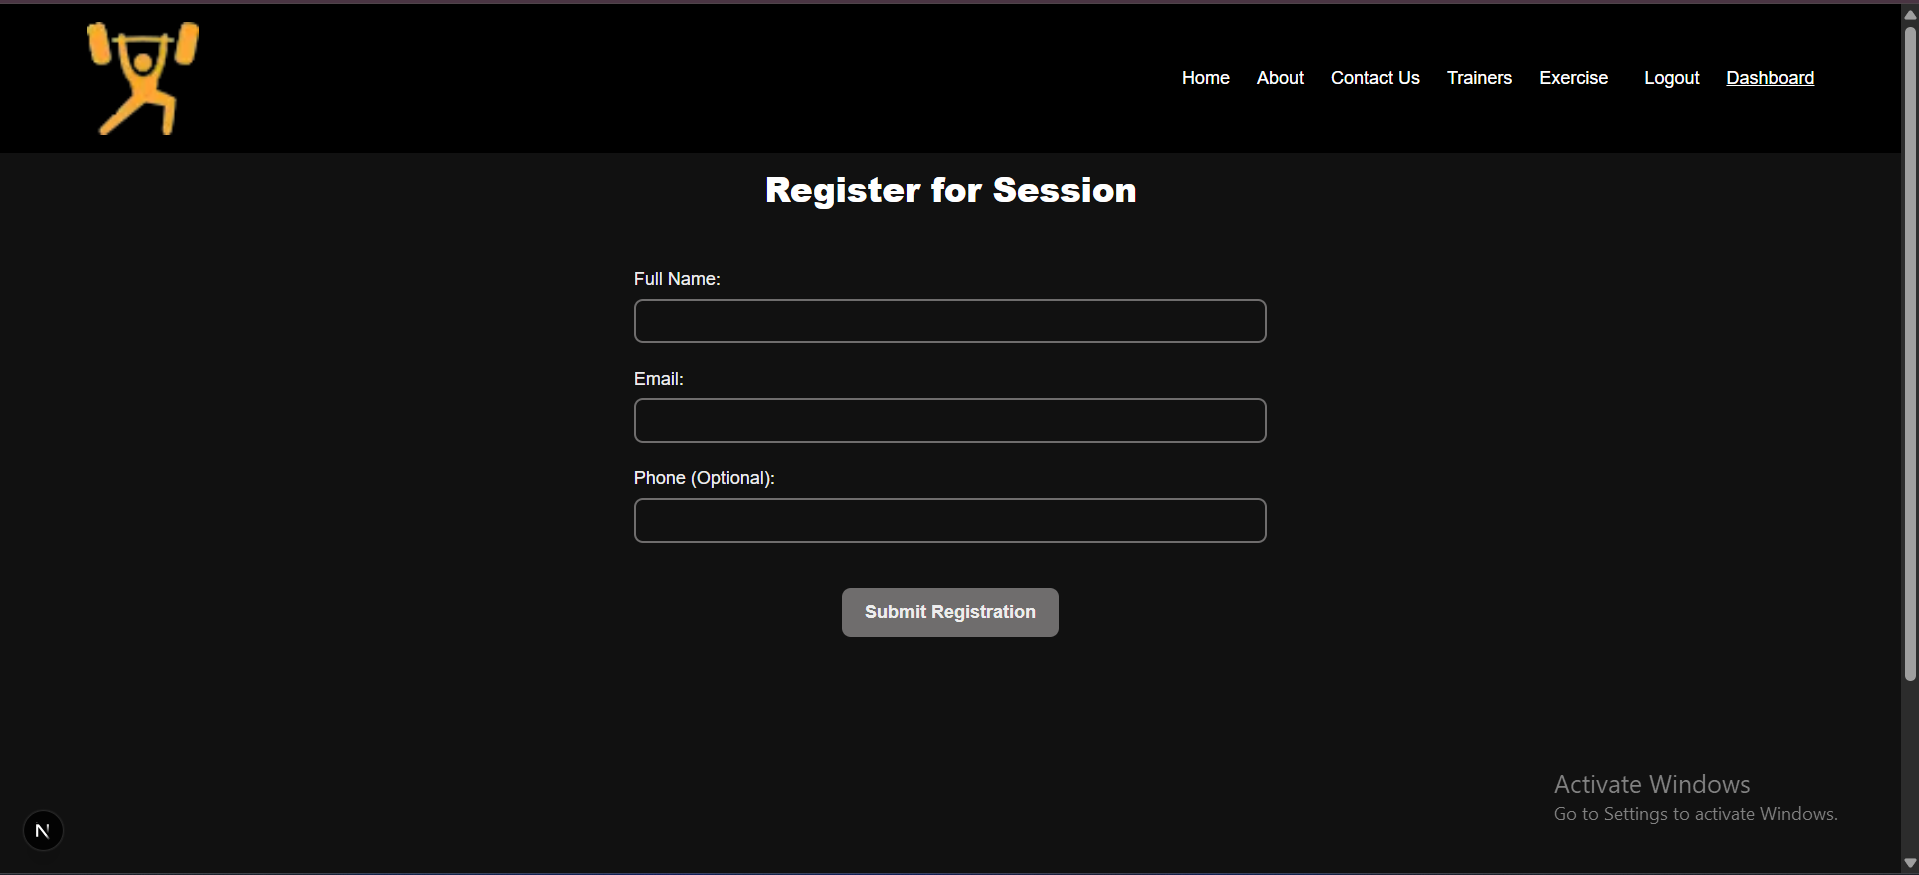 Home About Contact Us Trainers Exercise Logout Dashboard
Register for Session
Full Name:
Email:
Phone (Optional):
Submit Registration
Activate Windows
Go to Settings to activate Windows.
N